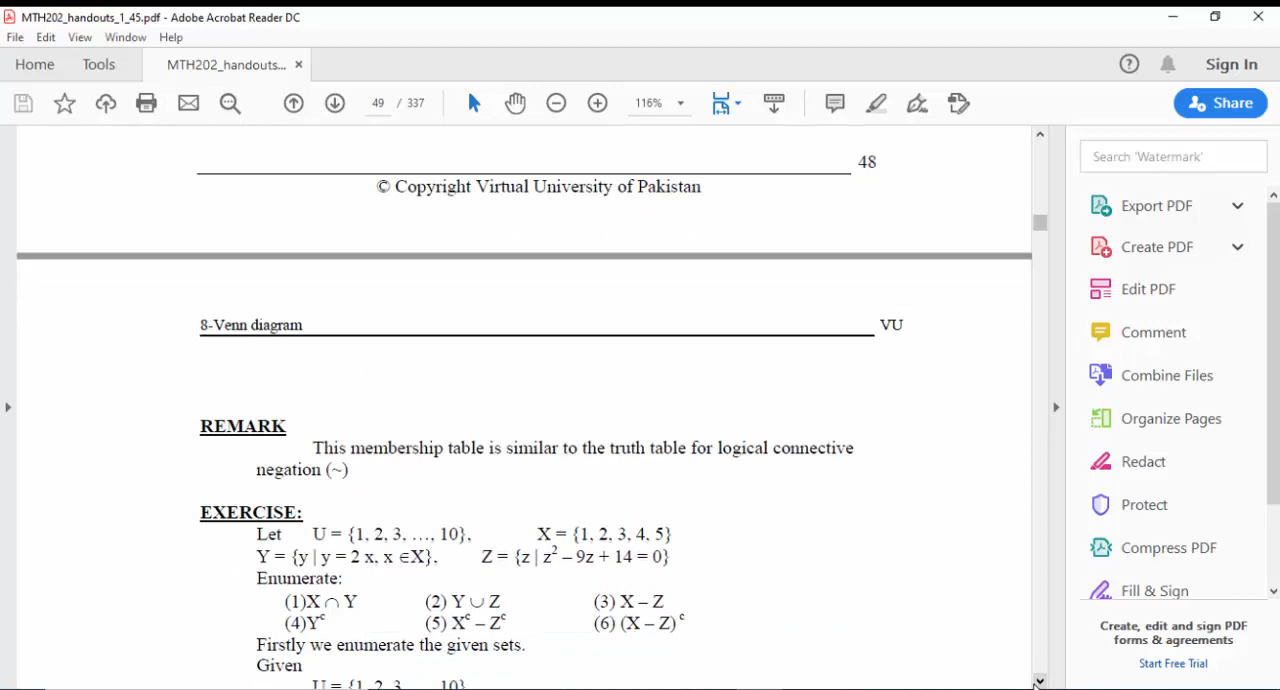 MTH202_handouts_1_45.pdf - Adobe Acrobat Reader DC
File Edit View Window Help
Home Tools MTH202_handouts... × Sign In
49 / 337 116% Share
48
© Copyright Virtual University of Pakistan
8-Venn diagram VU
REMARK
This membership table is similar to the truth table for logical connective
negation (~)
EXERCISE:
Let U = {1, 2, 3, …, 10}, X = {1, 2, 3, 4, 5}
Y = {y | y = 2 x, x ∈X}, Z = {z | z² – 9z + 14 = 0}
Enumerate:
(1)X ∩ Y (2) Y ∪ Z (3) X – Z
(4)Yᶜ (5) Xᶜ – Zᶜ (6) (X – Z) ᶜ
Firstly we enumerate the given sets.
Given
U = {1, 2, 3, …, 10}
Search 'Watermark'
Export PDF
Create PDF
Edit PDF
Comment
Combine Files
Organize Pages
Redact
Protect
Compress PDF
Fill & Sign
Create, edit and sign PDF
forms & agreements
Start Free Trial